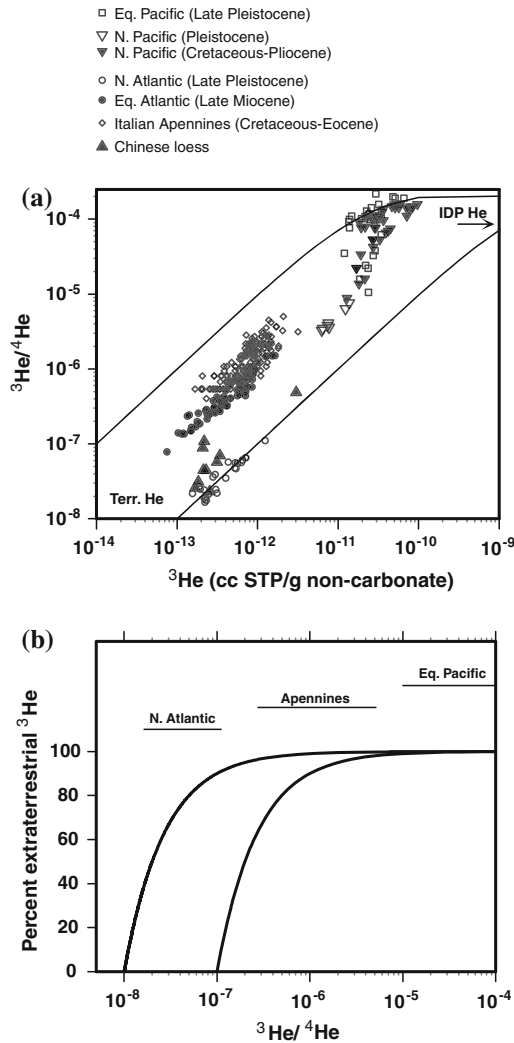 Eq. Pacific (Late Pleistocene)
N. Pacific (Pleistocene)
N. Pacific (Cretaceous-Pliocene)
N. Atlantic (Late Pleistocene)
Eq. Atlantic (Late Miocene)
Italian Apennines (Cretaceous-Eocene)
Chinese loess
(a)
10⁻⁴
10⁻⁵
10⁻⁶
10⁻⁷
10⁻⁸
³He/⁴He
IDP He
Terr. He
10⁻¹⁴ 10⁻¹³ 10⁻¹² 10⁻¹¹ 10⁻¹⁰ 10⁻⁹
³He (cc STP/g non-carbonate)
(b)
Eq. Pacific
Apennines
N. Atlantic
100
80
60
40
20
0
Percent extraterrestrial ³He
10⁻⁸ 10⁻⁷ 10⁻⁶ 10⁻⁵ 10⁻⁴
³He/ ⁴He